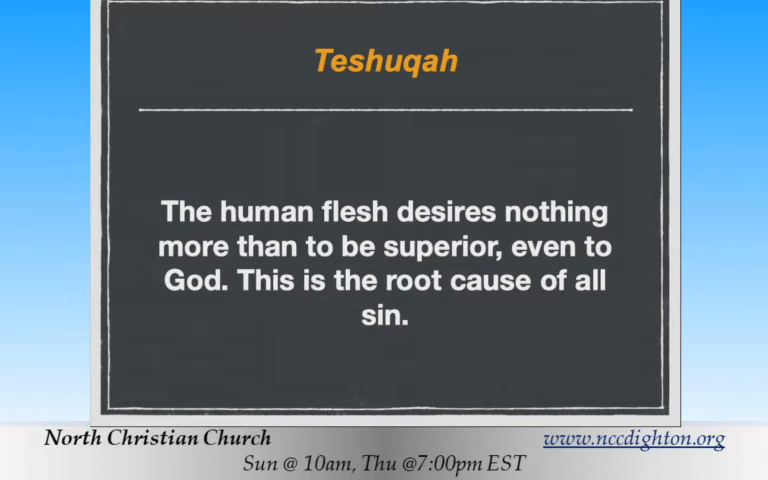 Teshuqah
The human flesh desires nothing
more than to be superior, even to
God. This is the root cause of all
sin.
North Christian Church
www.nccdighton.org
Sun @ 10am, Thu @7:00pm EST